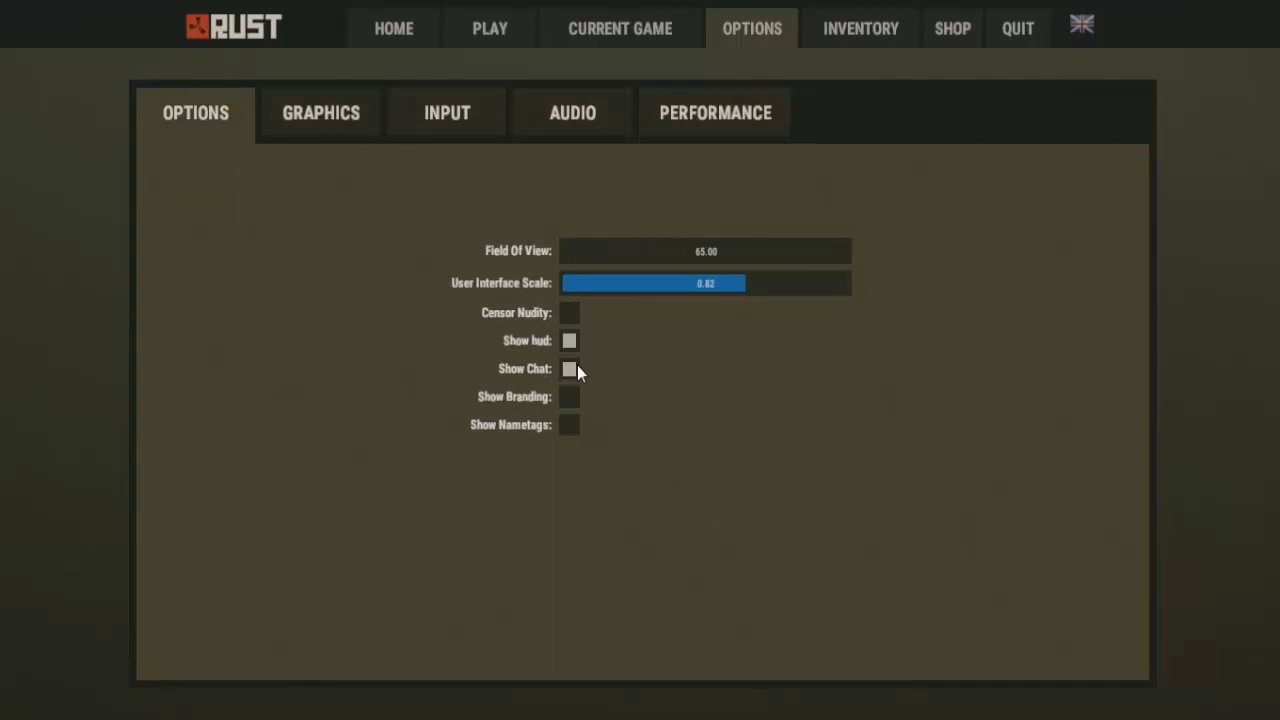 RUST HOME PLAY CURRENT GAME OPTIONS INVENTORY SHOP QUIT
OPTIONS GRAPHICS INPUT AUDIO PERFORMANCE
Field Of View: 65.00
User Interface Scale: 0.82
Censor Nudity:
Show hud:
Show Chat:
Show Branding:
Show Nametags: